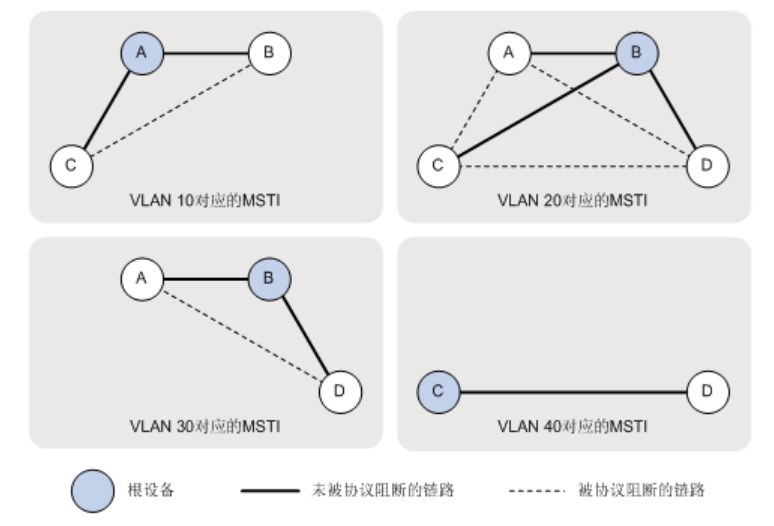 A
B
C
VLAN 10对应的MSTI
A
B
C
D
VLAN 20对应的MSTI
A
B
D
VLAN 30对应的MSTI
C
D
VLAN 40对应的MSTI
根设备
未被协议阻断的链路
被协议阻断的链路